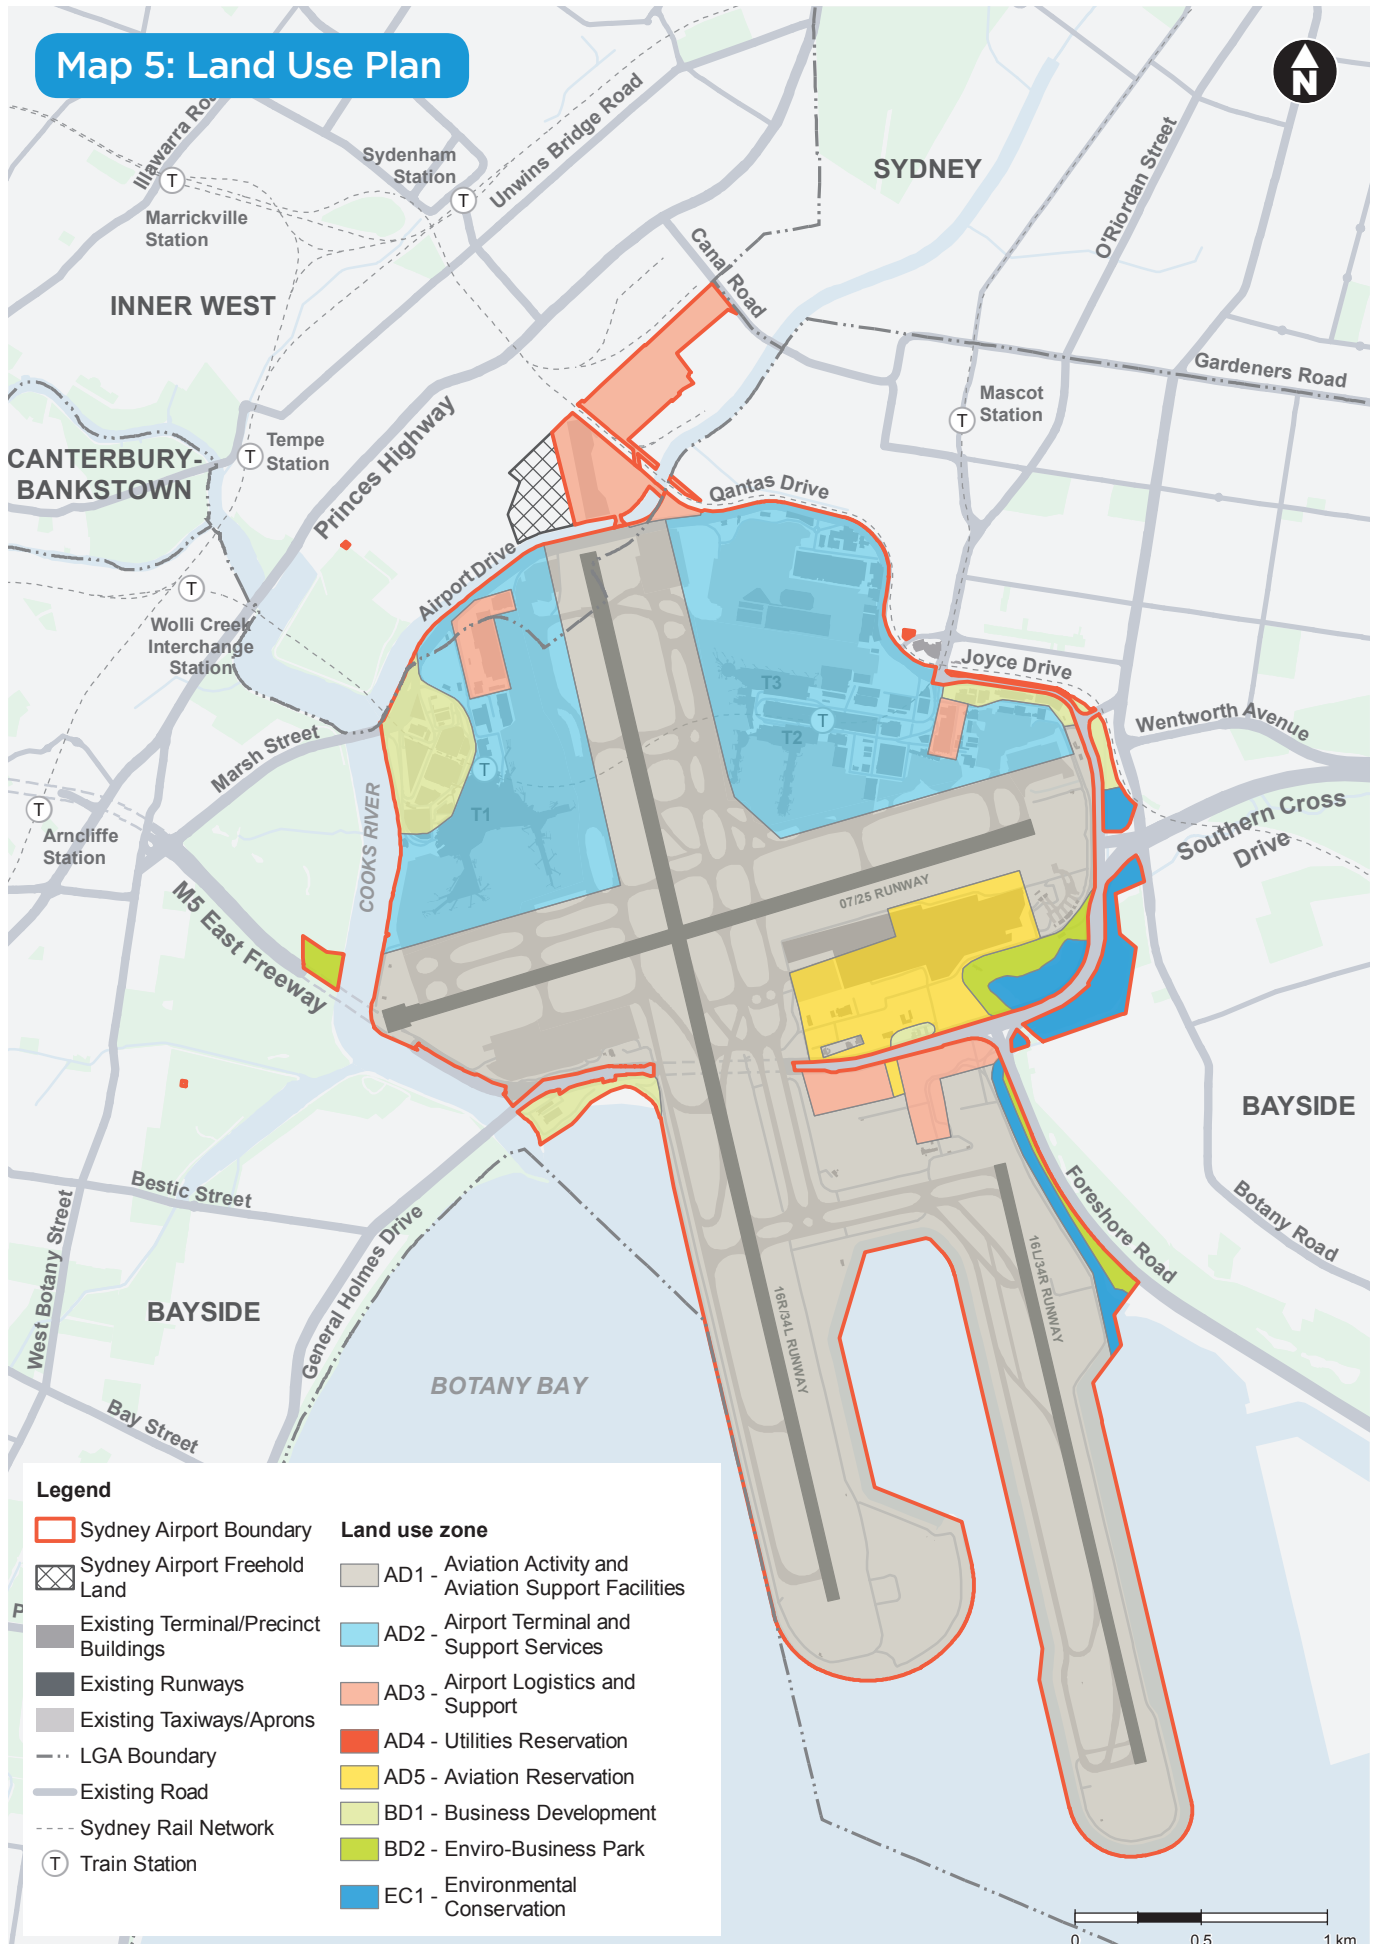 Map 5: Land Use Plan
N
Illawarra Roa
Sydenham
Station
T
Unwins Bridge Road
T
Marrickville
Station
SYDNEY
O'Riordan Street
INNER WEST
Canal Road
Gardeners Road
Mascot
Station
T
Princes Highway
Tempe
Station
T
CANTERBURY-
BANKSTOWN
Qantas Drive
Airport Drive
T
Wolli Creek
Interchange
Station
Joyce Drive
T3
T
T2
Wentworth Avenue
Marsh Street
T
T1
COOKS RIVER
T
Arncliffe
Station
Southern Cross
Drive
M5 East Freeway
07/25 RUNWAY
BAYSIDE
Bestic Street
West Botany Street
General Holmes Drive
Foreshore Road
Botany Road
BAYSIDE
16R/34L RUNWAY
16L/34R RUNWAY
BOTANY BAY
Bay Street
P
Legend
Sydney Airport Boundary
Sydney Airport Freehold
Land
Existing Terminal/Precinct
Buildings
Existing Runways
Existing Taxiways/Aprons
LGA Boundary
Existing Road
Sydney Rail Network
T Train Station
Land use zone
AD1 - Aviation Activity and
Aviation Support Facilities
AD2 - Airport Terminal and
Support Services
AD3 - Airport Logistics and
Support
AD4 - Utilities Reservation
AD5 - Aviation Reservation
BD1 - Business Development
BD2 - Enviro-Business Park
EC1 - Environmental
Conservation
0 0.5 1 km